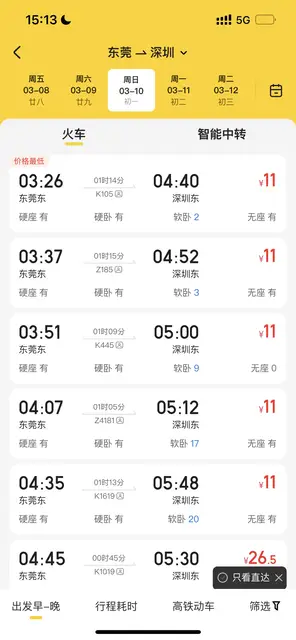 15:13
5G
东莞 深圳
周五 周六 周日 周一 周二
03-08 03-09 03-10 03-11 03-12
廿八 廿九 初一 初二 初三
火车 智能中转
价格最低
03:26 01时14分 04:40 ¥11
东莞东 K105 深圳东
硬座 有 硬卧 有 软卧 2 无座 有
03:37 01时15分 04:52 ¥11
东莞东 Z185 深圳东
硬座 有 硬卧 有 软卧 3 无座 有
03:51 01时09分 05:00 ¥11
东莞东 K445 深圳东
硬座 有 硬卧 有 软卧 9 无座 0
04:07 01时05分 05:12 ¥11
东莞东 Z4181 深圳东
硬座 有 硬卧 有 软卧 17 无座 有
04:35 01时13分 05:48 ¥11
东莞东 K1619 深圳东
硬座 有 硬卧 有 软卧 20 无座 有
04:45 00时45分 05:30 ¥26.5
东莞东 K1019 深圳东
只看直达
出发早-晚 行程耗时 高铁动车 筛选